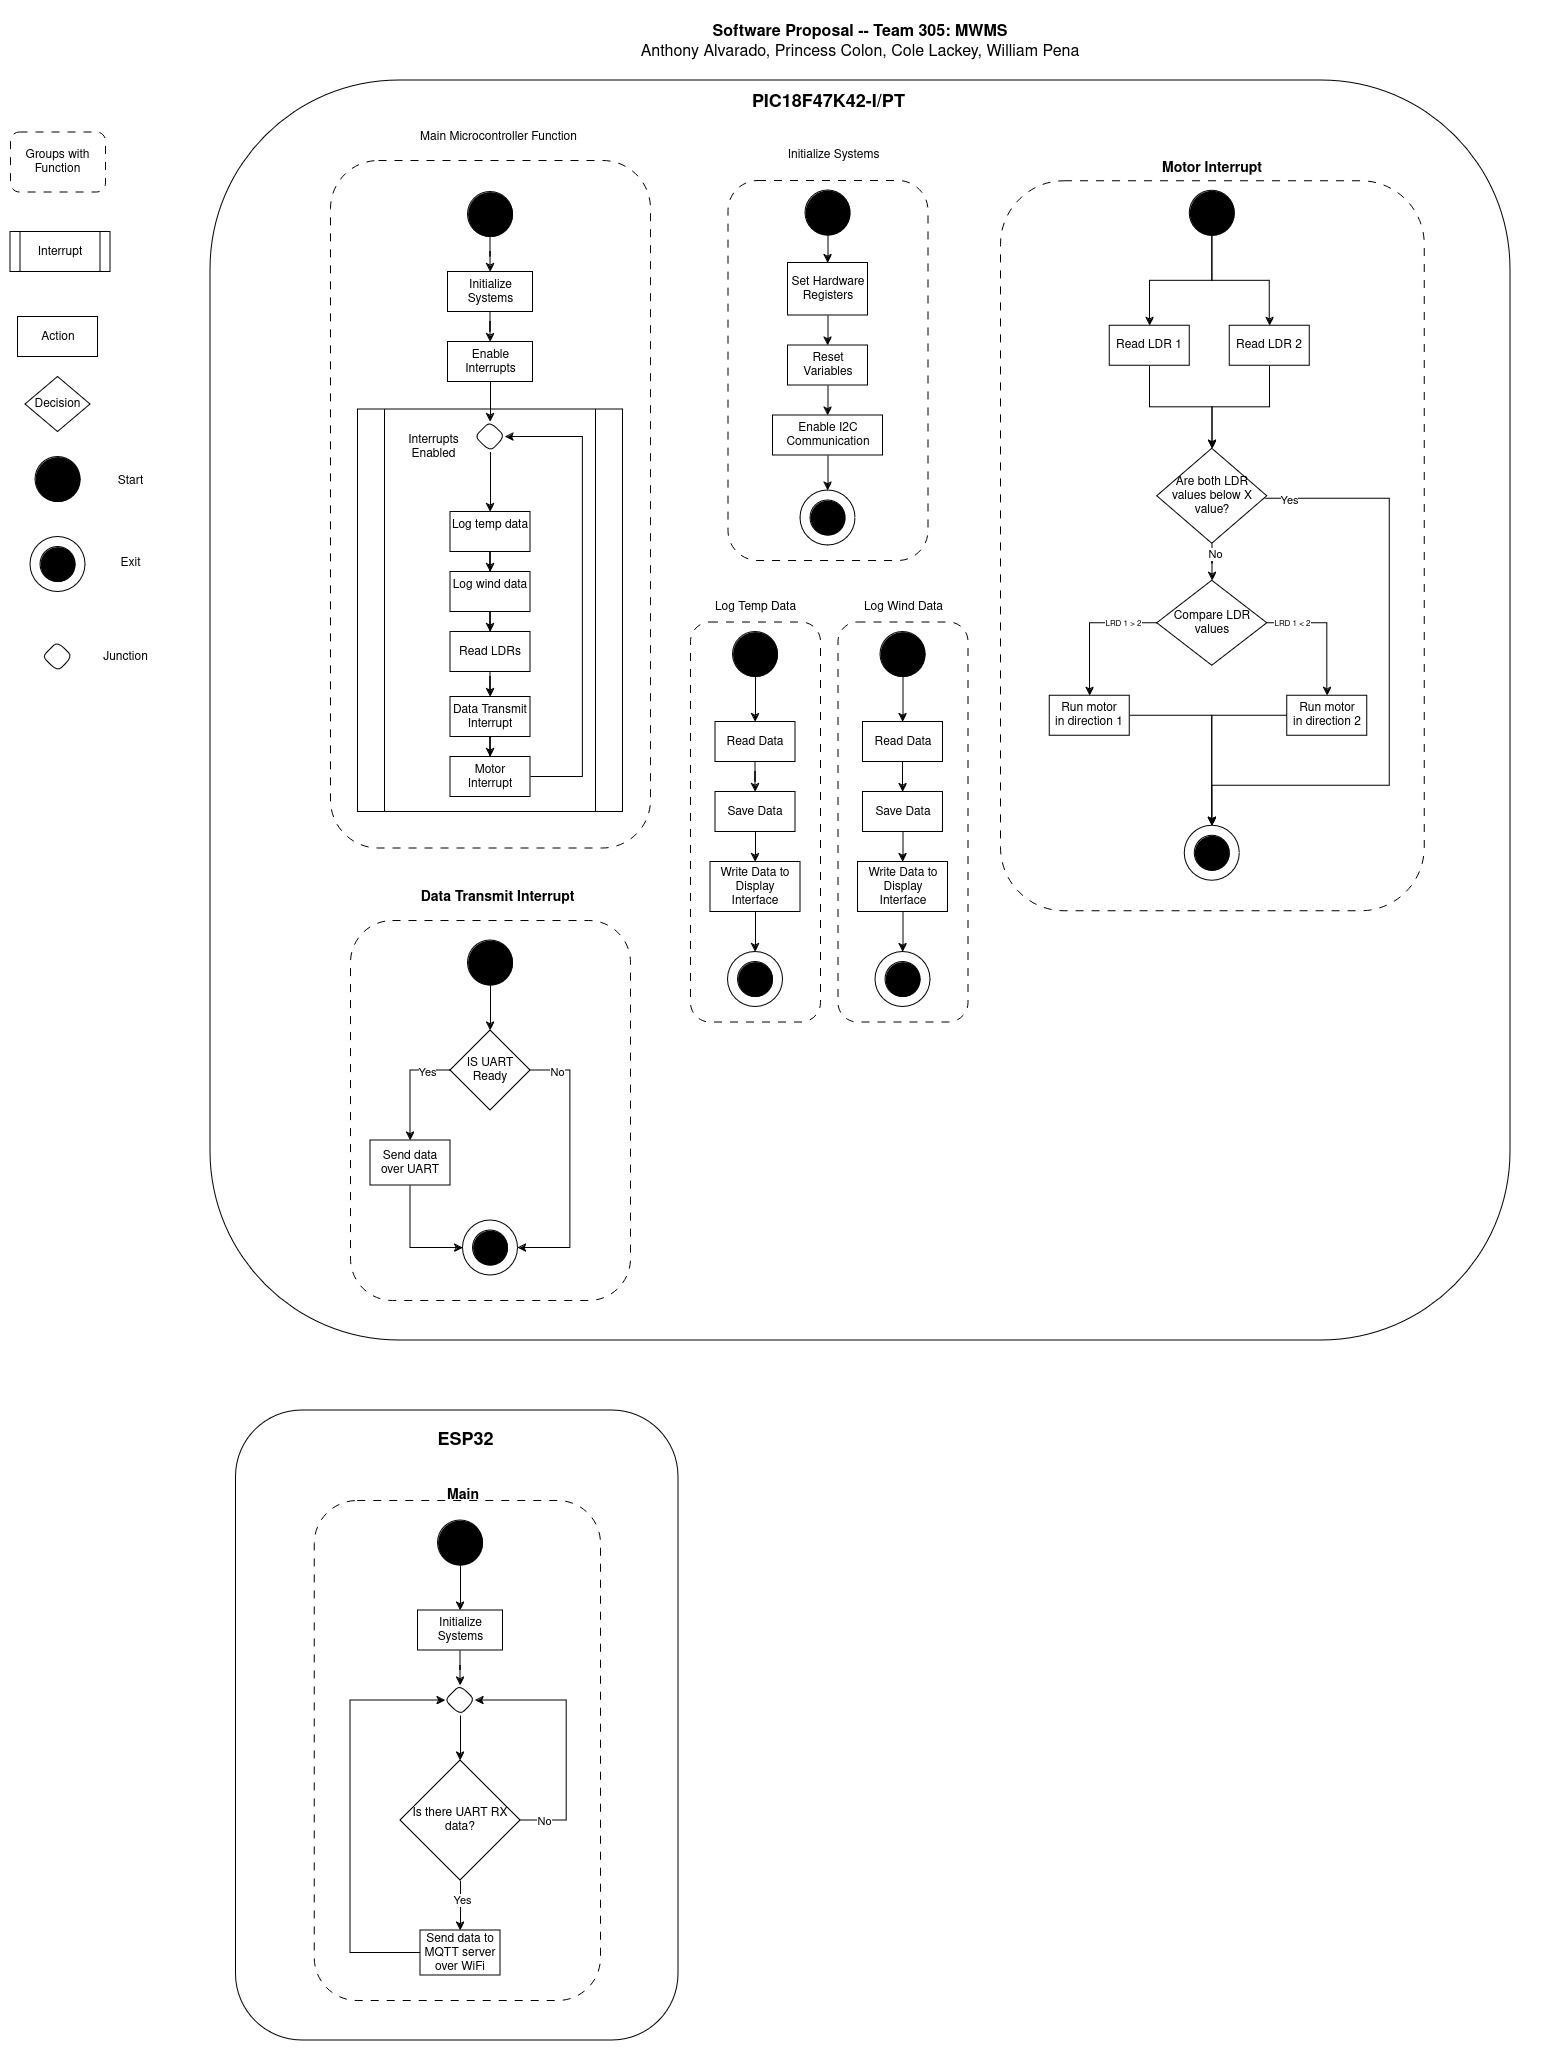 Software Proposal -- Team 305: MWMS
Anthony Alvarado, Princess Colon, Cole Lackey, William Pena
Groups with
Function
Interrupt
Action
Decision
Start
Exit
Junction
PIC18F47K42-I/PT
Main Microcontroller Function
Initialize
Systems
Enable
Interrupts
Interrupts
Enabled
Log temp data
Log wind data
Read LDRs
Data Transmit
Interrupt
Motor
Interrupt
Initialize Systems
Set Hardware
Registers
Reset
Variables
Enable I2C
Communication
Motor Interrupt
Read LDR 1
Read LDR 2
Are both LDR
values below X
value?
Yes
No
Compare LDR
values
LRD 1 > 2
LRD 1 < 2
Run motor
in direction 1
Run motor
in direction 2
Log Temp Data
Read Data
Save Data
Write Data to
Display
Interface
Log Wind Data
Read Data
Save Data
Write Data to
Display
Interface
Data Transmit Interrupt
IS UART
Ready
Yes
No
Send data
over UART
ESP32
Main
Initialize
Systems
Is there UART RX
data?
No
Yes
Send data to
MQTT server
over WiFi